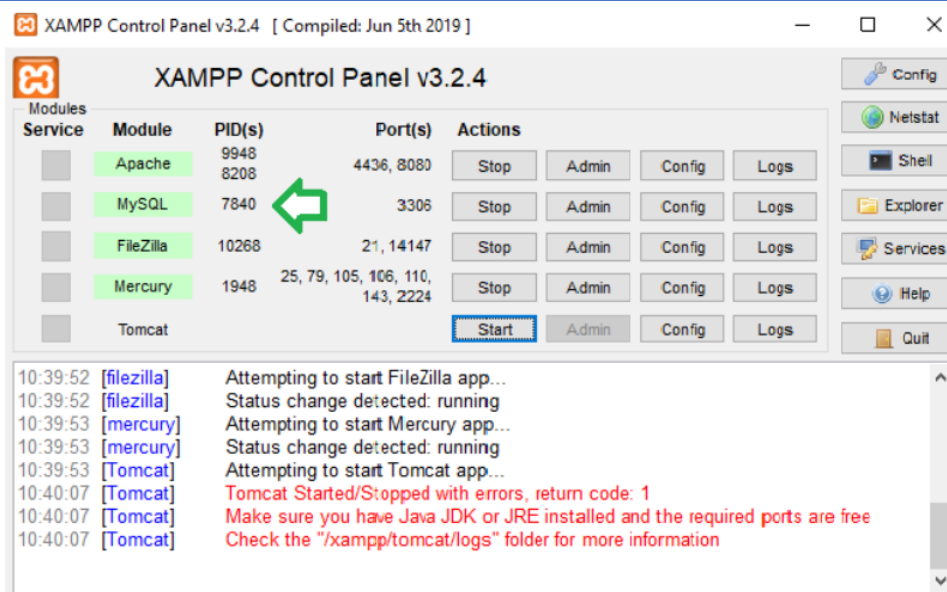 XAMPP Control Panel v3.2.4 [ Compiled: Jun 5th 2019 ]
XAMPP Control Panel v3.2.4
Config
Modules
Service Module PID(s) Port(s) Actions
Netstat
Apache 9948 8208 4436, 8080 Stop Admin Config Logs
Shell
MySQL 7840 3306 Stop Admin Config Logs
Explorer
FileZilla 10268 21, 14147 Stop Admin Config Logs
Services
Mercury 1948 25, 79, 105, 106, 110, 143, 2224 Stop Admin Config Logs
Help
Tomcat Start Admin Config Logs
Quit
10:39:52 [filezilla] Attempting to start FileZilla app...
10:39:52 [filezilla] Status change detected: running
10:39:53 [mercury] Attempting to start Mercury app...
10:39:53 [mercury] Status change detected: running
10:39:53 [Tomcat] Attempting to start Tomcat app...
10:40:07 [Tomcat] Tomcat Started/Stopped with errors, return code: 1
10:40:07 [Tomcat] Make sure you have Java JDK or JRE installed and the required ports are free
10:40:07 [Tomcat] Check the "/xampp/tomcat/logs" folder for more information